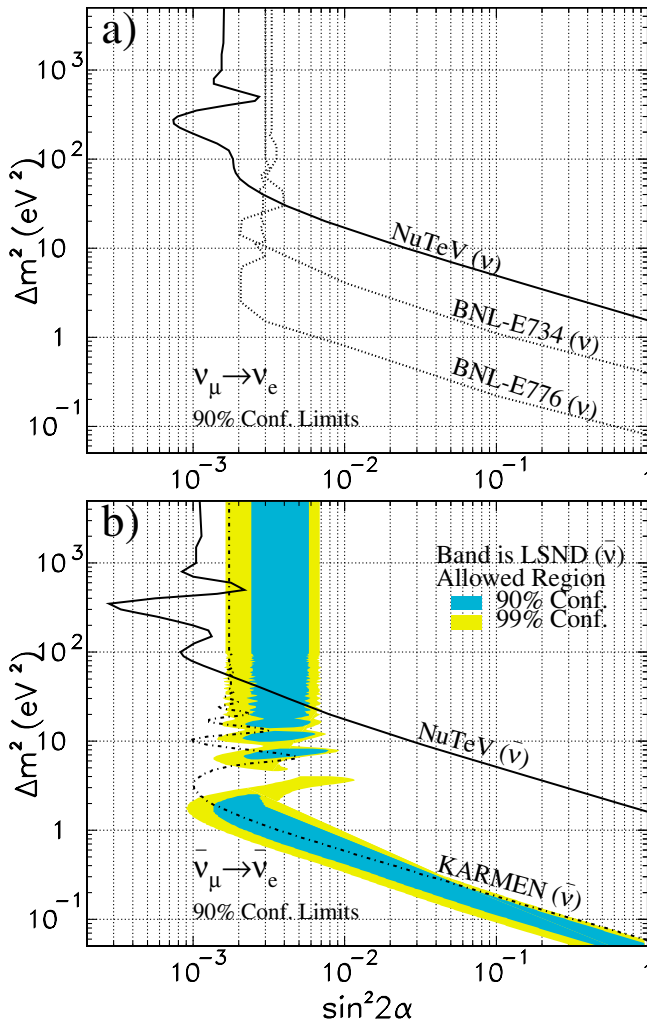 a)
10³
10²
10
1
10⁻¹
Δm² (eV²)
NuTeV (ν)
BNL-E734 (ν)
BNL-E776 (ν)
ν_μ→ν_e
90% Conf. Limits
10⁻³ 10⁻² 10⁻¹ 1
b)
Band is LSND (ν̄)
Allowed Region
90% Conf.
99% Conf.
10³
10²
10
1
10⁻¹
Δm² (eV²)
NuTeV (ν̄)
KARMEN (ν̄)
ν̄_μ→ν̄_e
90% Conf. Limits
10⁻³ 10⁻² 10⁻¹ 1
sin²2α